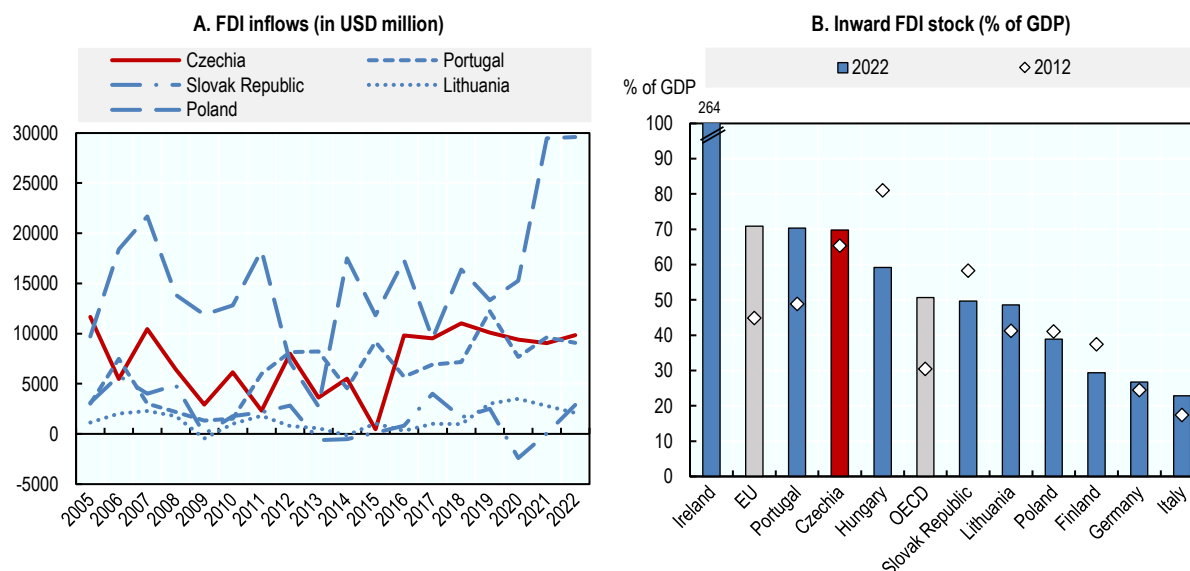 A. FDI inflows (in USD million)
Czechia
Portugal
Slovak Republic
Lithuania
Poland
30000
25000
20000
15000
10000
5000
0
-5000
2005
2006
2007
2008
2009
2010
2011
2012
2013
2014
2015
2016
2017
2018
2019
2020
2021
2022
B. Inward FDI stock (% of GDP)
2022
2012
% of GDP
264
100
90
80
70
60
50
40
30
20
10
0
Ireland
EU
Portugal
Czechia
Hungary
OECD
Slovak Republic
Lithuania
Poland
Finland
Germany
Italy